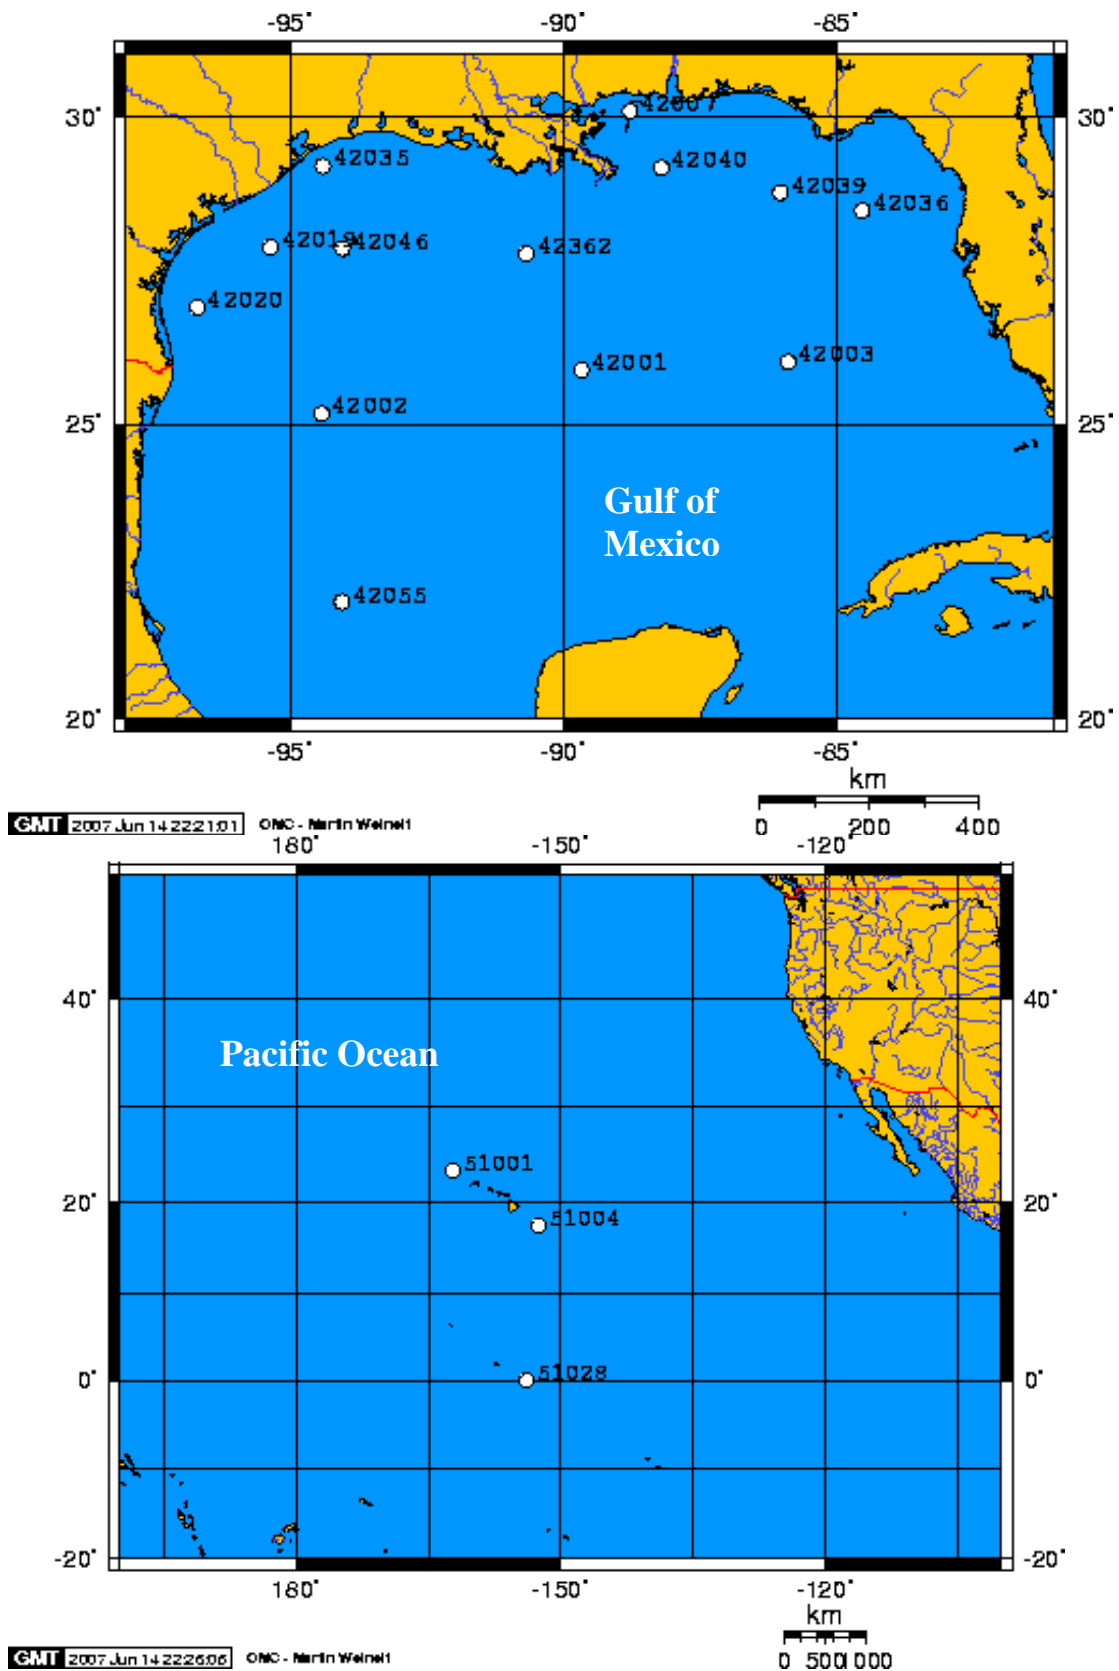 -95° -90° -85°
42007
30° 30°
42035 42040
42039
42036
42019 42046 42362
42020
42003
42001
42002
25° 25°
Gulf of
Mexico
42055
20° 20°
-95° -90° -85°
km
0 200 400
GMT 2007 Jun 14 22:21:01 OMC - Martin Weinelt
180° -150° -120°
40° 40°
Pacific Ocean
51001
20° 20°
51004
0° 0°
51028
-20° -20°
180° -150° -120°
km
0 500 1000
GMT 2007 Jun 14 22:26:06 OMC - Martin Weinelt